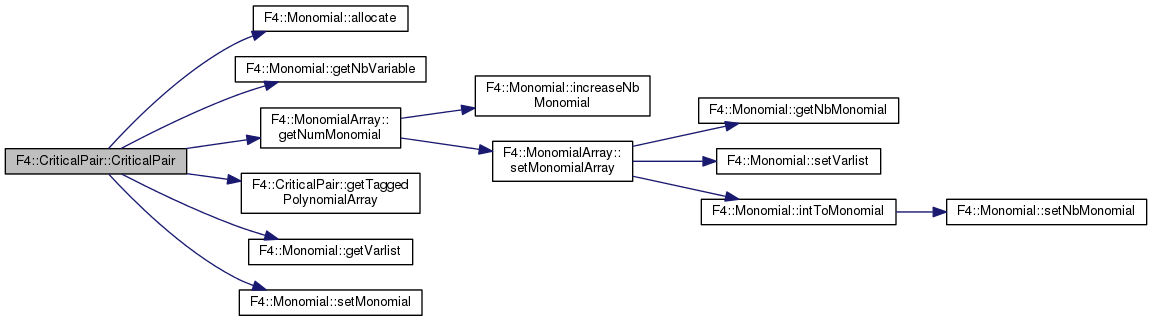 F4::CriticalPair::CriticalPair
F4::Monomial::allocate
F4::Monomial::getNbVariable
F4::MonomialArray::
getNumMonomial
F4::CriticalPair::getTagged
PolynomialArray
F4::Monomial::getVarlist
F4::Monomial::setMonomial
F4::Monomial::increaseNb
Monomial
F4::MonomialArray::
setMonomialArray
F4::Monomial::getNbMonomial
F4::Monomial::setVarlist
F4::Monomial::intToMonomial
F4::Monomial::setNbMonomial